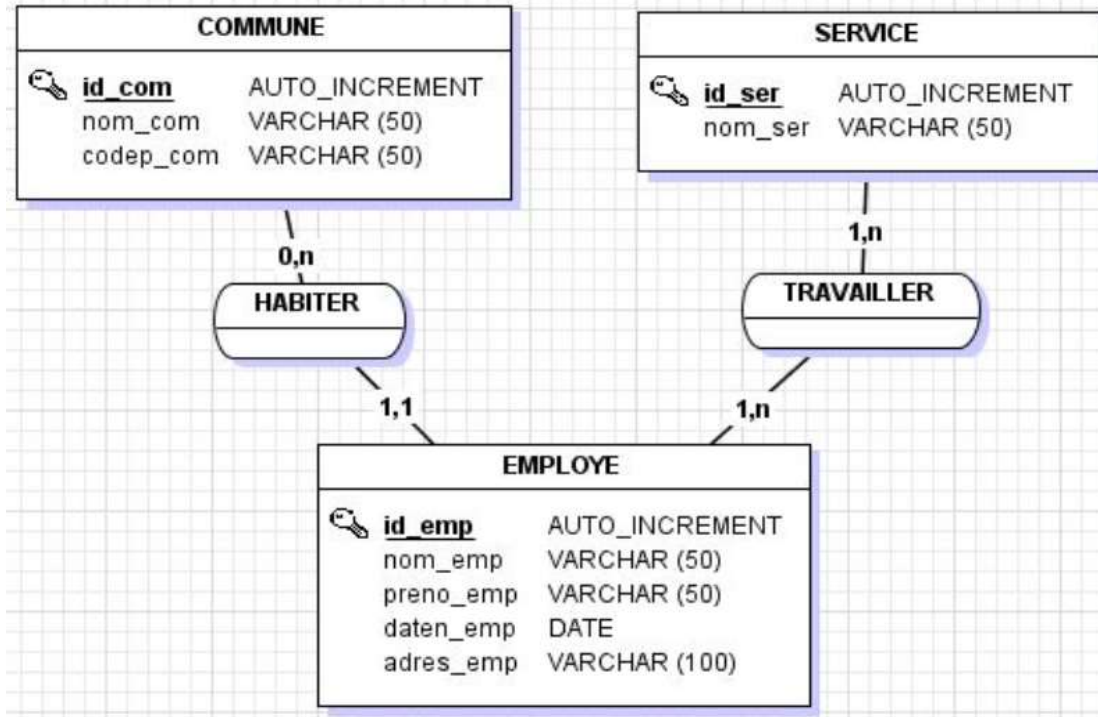 COMMUNE
id_com AUTO_INCREMENT
nom_com VARCHAR (50)
codep_com VARCHAR (50)
SERVICE
id_ser AUTO_INCREMENT
nom_ser VARCHAR (50)
0,n
HABITER
1,n
TRAVAILLER
1,1
1,n
EMPLOYE
id_emp AUTO_INCREMENT
nom_emp VARCHAR (50)
preno_emp VARCHAR (50)
daten_emp DATE
adres_emp VARCHAR (100)